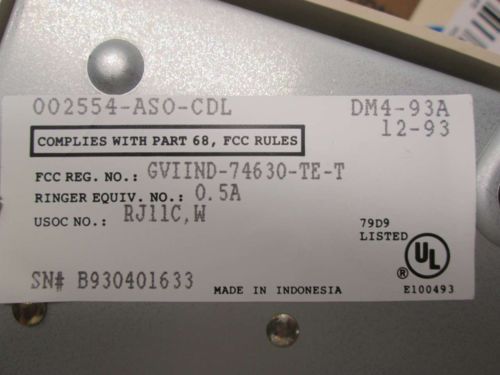 002554-ASO-CDL DM4-93A
12-93
COMPLIES WITH PART 68, FCC RULES
FCC REG. NO.: GVIIND-74630-TE-T
RINGER EQUIV. NO.: 0.5A
USOC NO.: RJ11C,W
79D9
LISTED
UL
®
SN# B930401633 MADE IN INDONESIA E100493